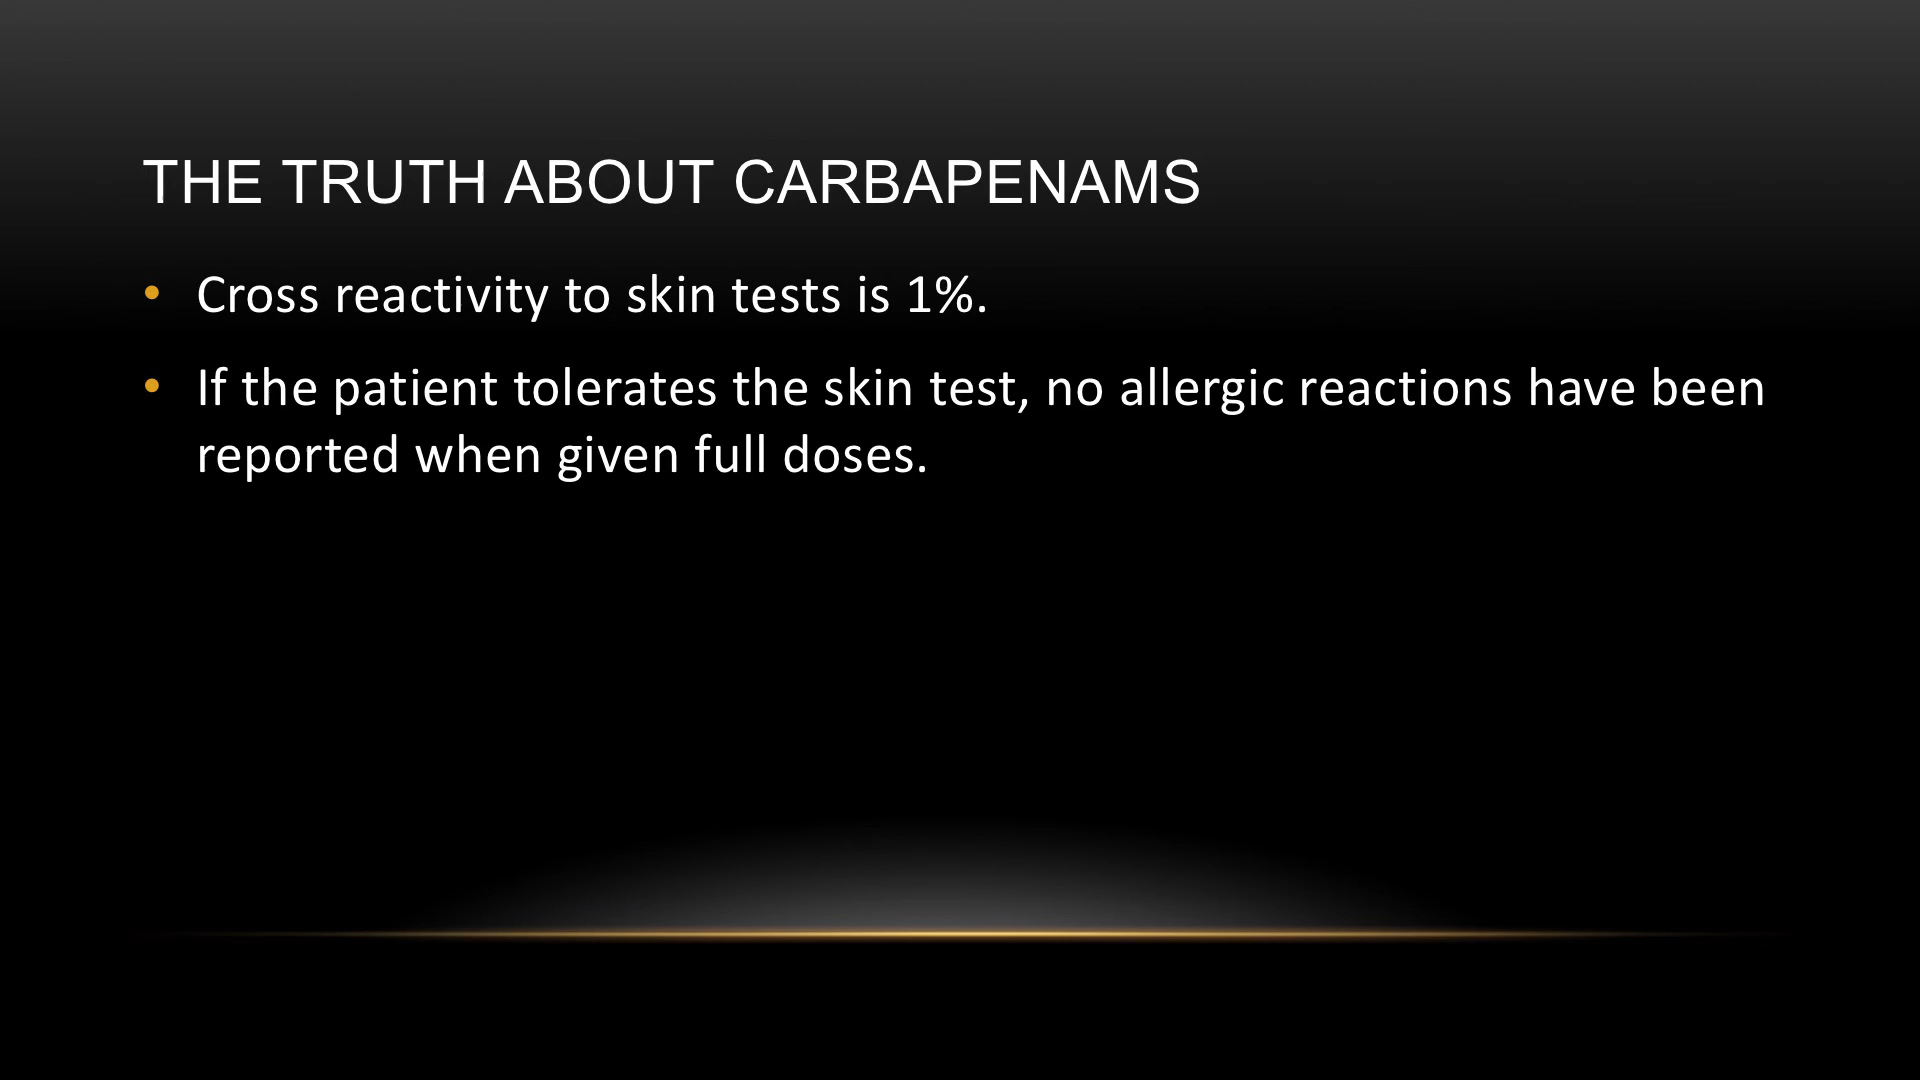 THE TRUTH ABOUT CARBAPENAMS
• Cross reactivity to skin tests is 1%.
• If the patient tolerates the skin test, no allergic reactions have been
reported when given full doses.